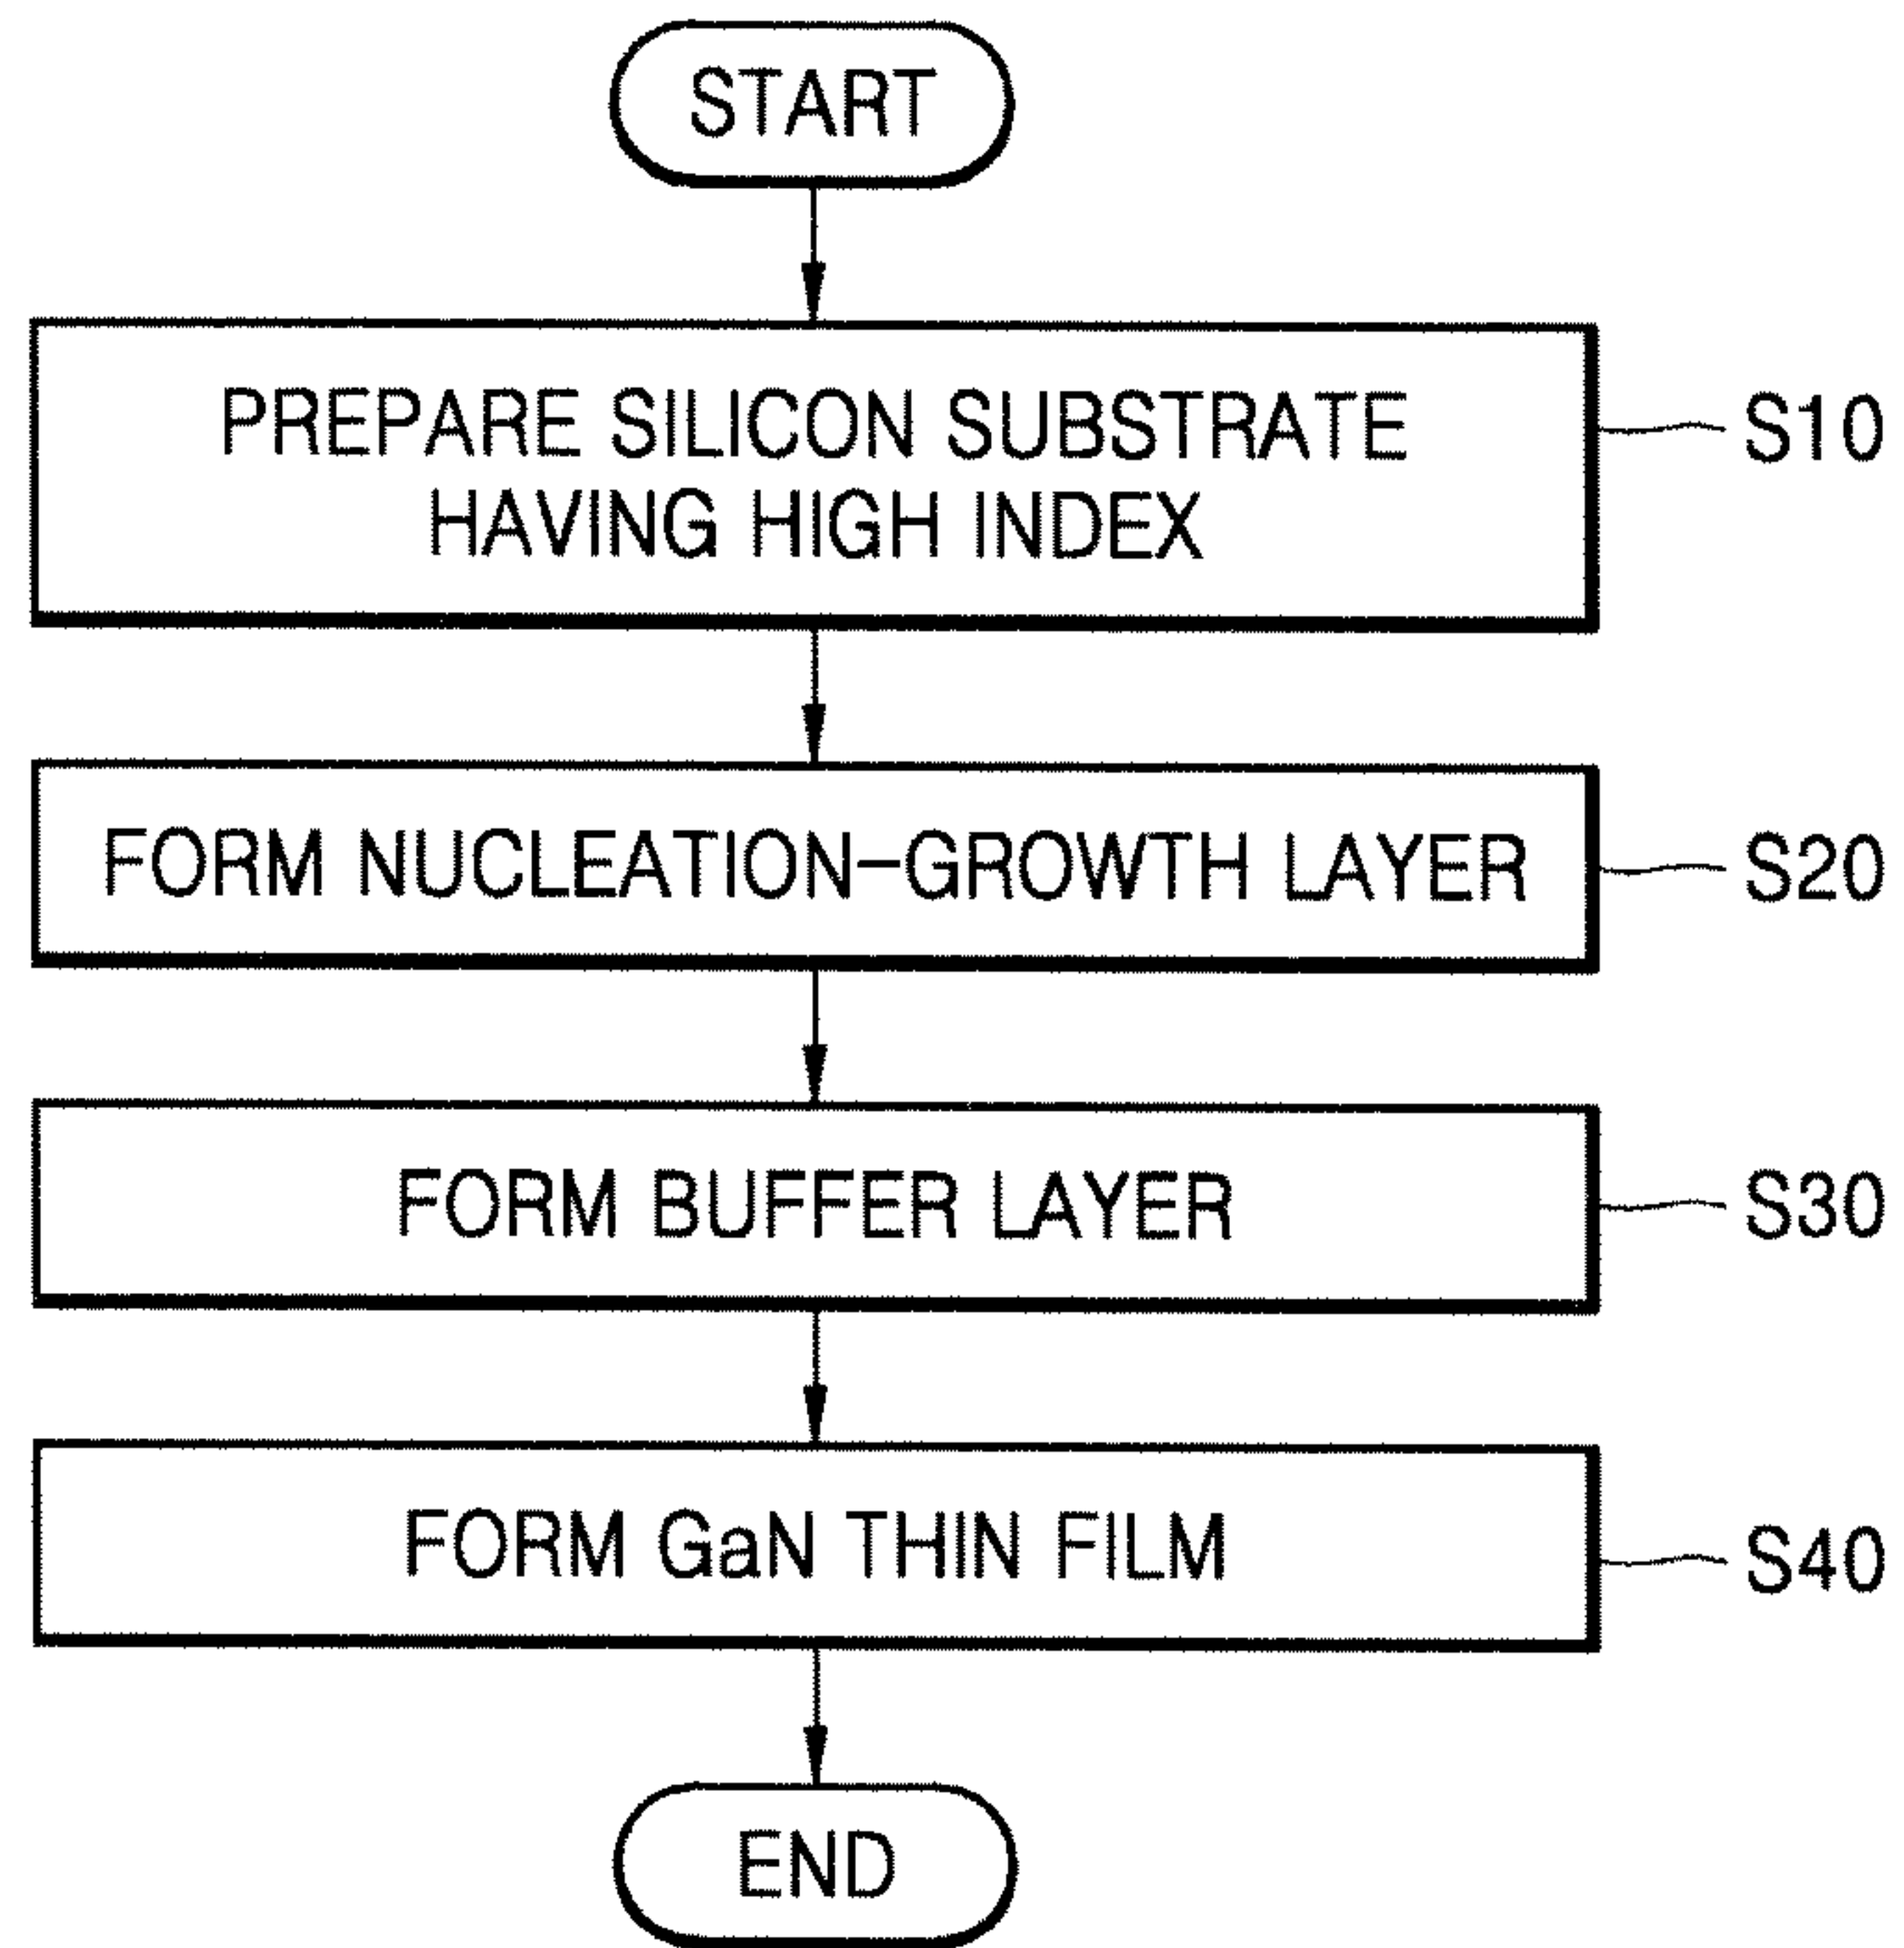 START
PREPARE SILICON SUBSTRATE
HAVING HIGH INDEX
S10
FORM NUCLEATION-GROWTH LAYER
S20
FORM BUFFER LAYER
S30
FORM GaN THIN FILM
S40
END